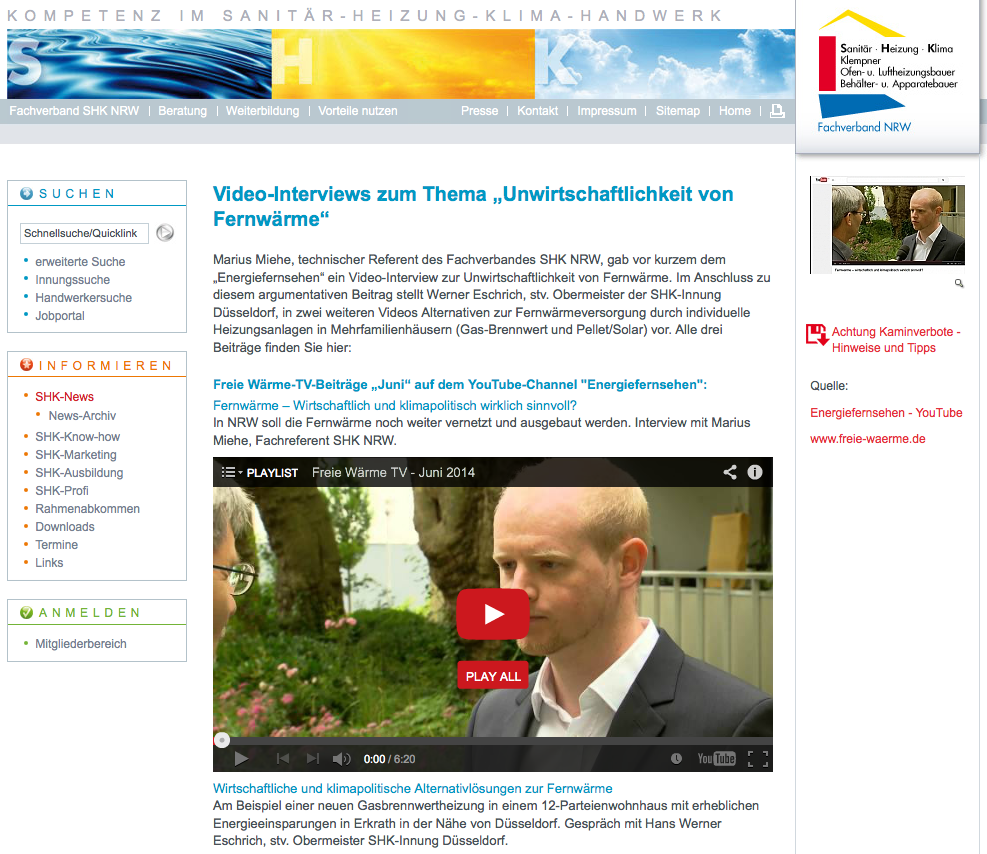 KOMPETENZ IM SANITÄR-HEIZUNG-KLIMA-HANDWERK
S H K
Fachverband SHK NRW | Beratung | Weiterbildung | Vorteile nutzen
Presse | Kontakt | Impressum | Sitemap | Home |
Sanitär · Heizung · Klima
Klempner
Ofen- u. Luftheizungsbauer
Behälter- u. Apparatebauer
Fachverband NRW
SUCHEN
Schnellsuche/Quicklink
erweiterte Suche
Innungssuche
Handwerkersuche
Jobportal
INFORMIEREN
SHK-News
News-Archiv
SHK-Know-how
SHK-Marketing
SHK-Ausbildung
SHK-Profi
Rahmenabkommen
Downloads
Termine
Links
ANMELDEN
Mitgliederbereich
Video-Interviews zum Thema „Unwirtschaftlichkeit von
Fernwärme“
Marius Miehe, technischer Referent des Fachverbandes SHK NRW, gab vor kurzem dem
„Energiefernsehen“ ein Video-Interview zur Unwirtschaftlichkeit von Fernwärme. Im Anschluss zu
diesem argumentativen Beitrag stellt Werner Eschrich, stv. Obermeister der SHK-Innung
Düsseldorf, in zwei weiteren Videos Alternativen zur Fernwärmeversorgung durch individuelle
Heizungsanlagen in Mehrfamilienhäusern (Gas-Brennwert und Pellet/Solar) vor. Alle drei
Beiträge finden Sie hier:
Freie Wärme-TV-Beiträge „Juni“ auf dem YouTube-Channel "Energiefernsehen":
Fernwärme – Wirtschaftlich und klimapolitisch wirklich sinnvoll?
In NRW soll die Fernwärme noch weiter vernetzt und ausgebaut werden. Interview mit Marius
Miehe, Fachreferent SHK NRW.
PLAYLIST Freie Wärme TV - Juni 2014
PLAY ALL
0:00 / 6:20
YouTube
Wirtschaftliche und klimapolitische Alternativlösungen zur Fernwärme
Am Beispiel einer neuen Gasbrennwertheizung in einem 12-Parteienwohnhaus mit erheblichen
Energieeinsparungen in Erkrath in der Nähe von Düsseldorf. Gespräch mit Hans Werner
Eschrich, stv. Obermeister SHK-Innung Düsseldorf.
YouTube
Fernwärme – wirtschaftlich und klimapolitisch wirklich sinnvoll?
Achtung Kaminverbote -
Hinweise und Tipps
Quelle:
Energiefernsehen - YouTube
www.freie-waerme.de